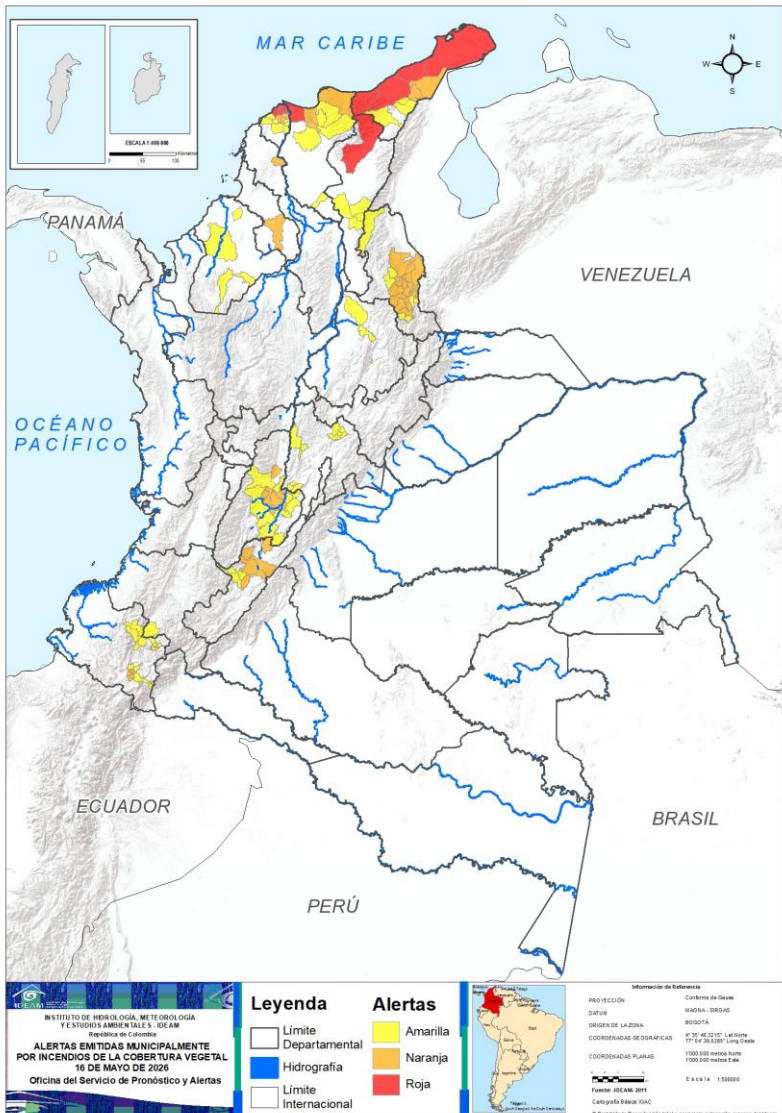 MAR CARIBE
N
W
E
S
ESCALA 1:400 000
PANAMÁ
VENEZUELA
OCÉANO
PACÍFICO
ECUADOR
BRASIL
PERÚ
IDEAM
INSTITUTO DE HIDROLOGÍA, METEOROLOGÍA
Y ESTUDIOS AMBIENTALES - IDEAM
República de Colombia
ALERTAS EMITIDAS MUNICIPALMENTE
POR INCENDIOS DE LA COBERTURA VEGETAL
16 DE MAYO DE 2026
Oficina del Servicio de Pronóstico y Alertas
Leyenda
Límite
Departamental
Hidrografía
Límite
Internacional
Alertas
Amarilla
Naranja
Roja
Información de Referencia
PROYECCIÓN Conforme de Gauss
DATUM MAGNA - SIRGAS
ORIGEN DE LA ZONA BOGOTÁ
COORDENADAS GEOGRÁFICAS
COORDENADAS PLANAS 1'000.000 metros Norte
1'000.000 metros Este
Fuente: IDEAM 2011
Cartografía Básica IGAC